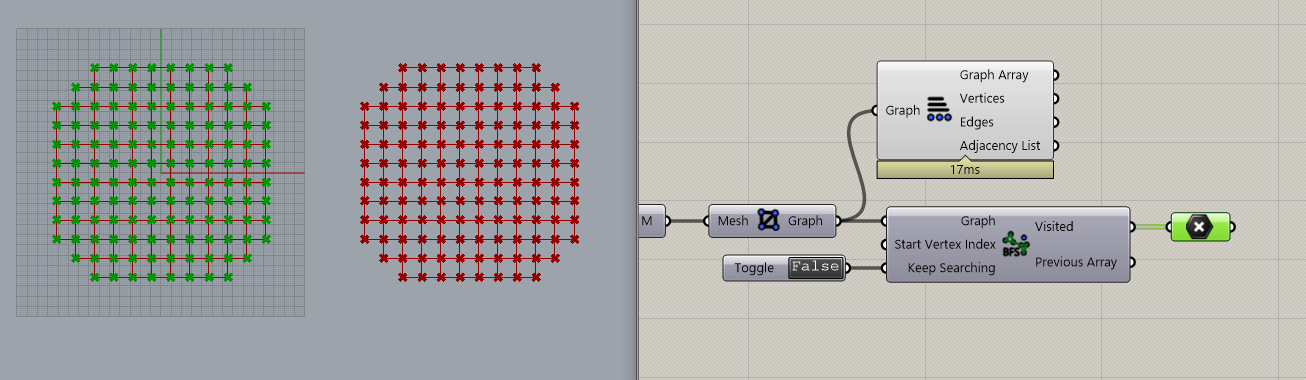 Graph Array
Vertices
Graph
Edges
Adjacency List
17ms
M
Mesh
Graph
Graph
Visited
Start Vertex Index
BFS
Previous Array
Keep Searching
Toggle
False